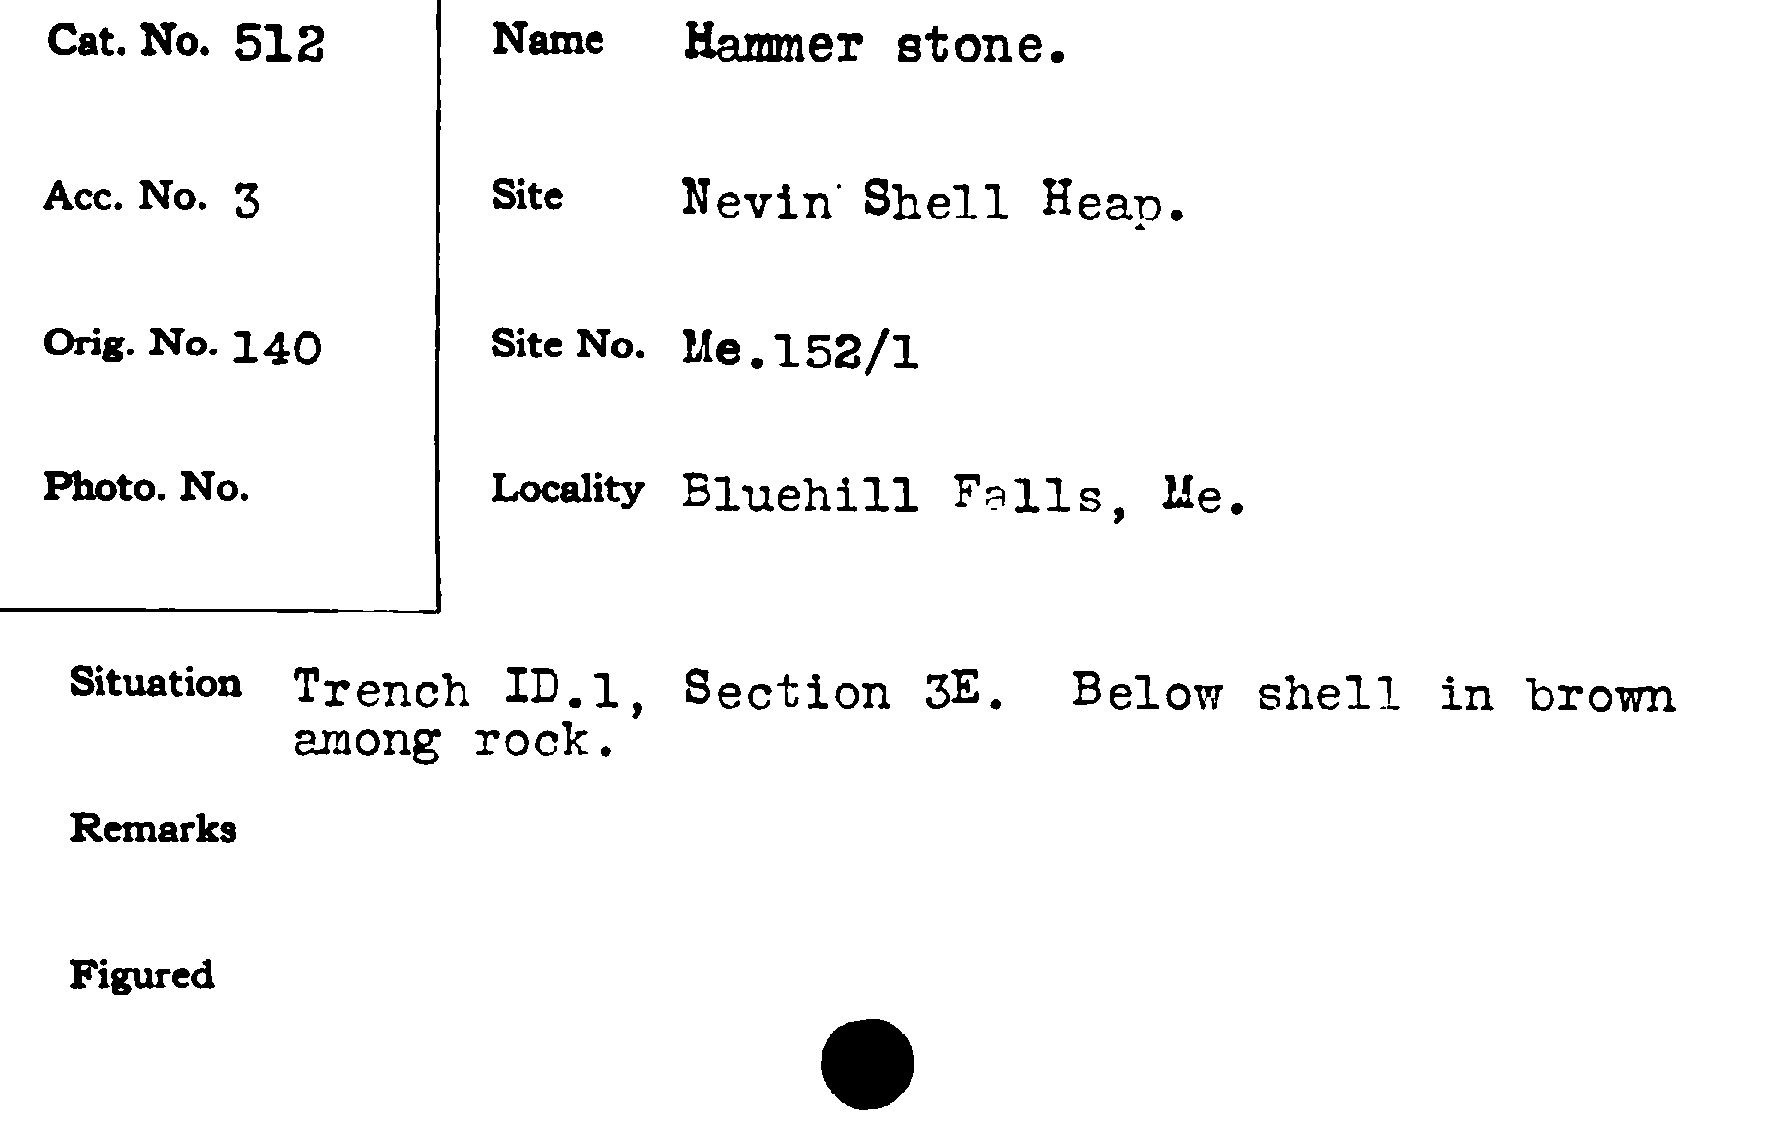 Cat. No. 512
Name Hammer stone.
Acc. No. 3
Site Nevin Shell Heap.
Orig. No. 140
Site No. Me.152/1
Photo. No.
Locality Bluehill Falls, Me.
Situation Trench ID.1, Section 3E. Below shell in brown
among rock.
Remarks
Figured